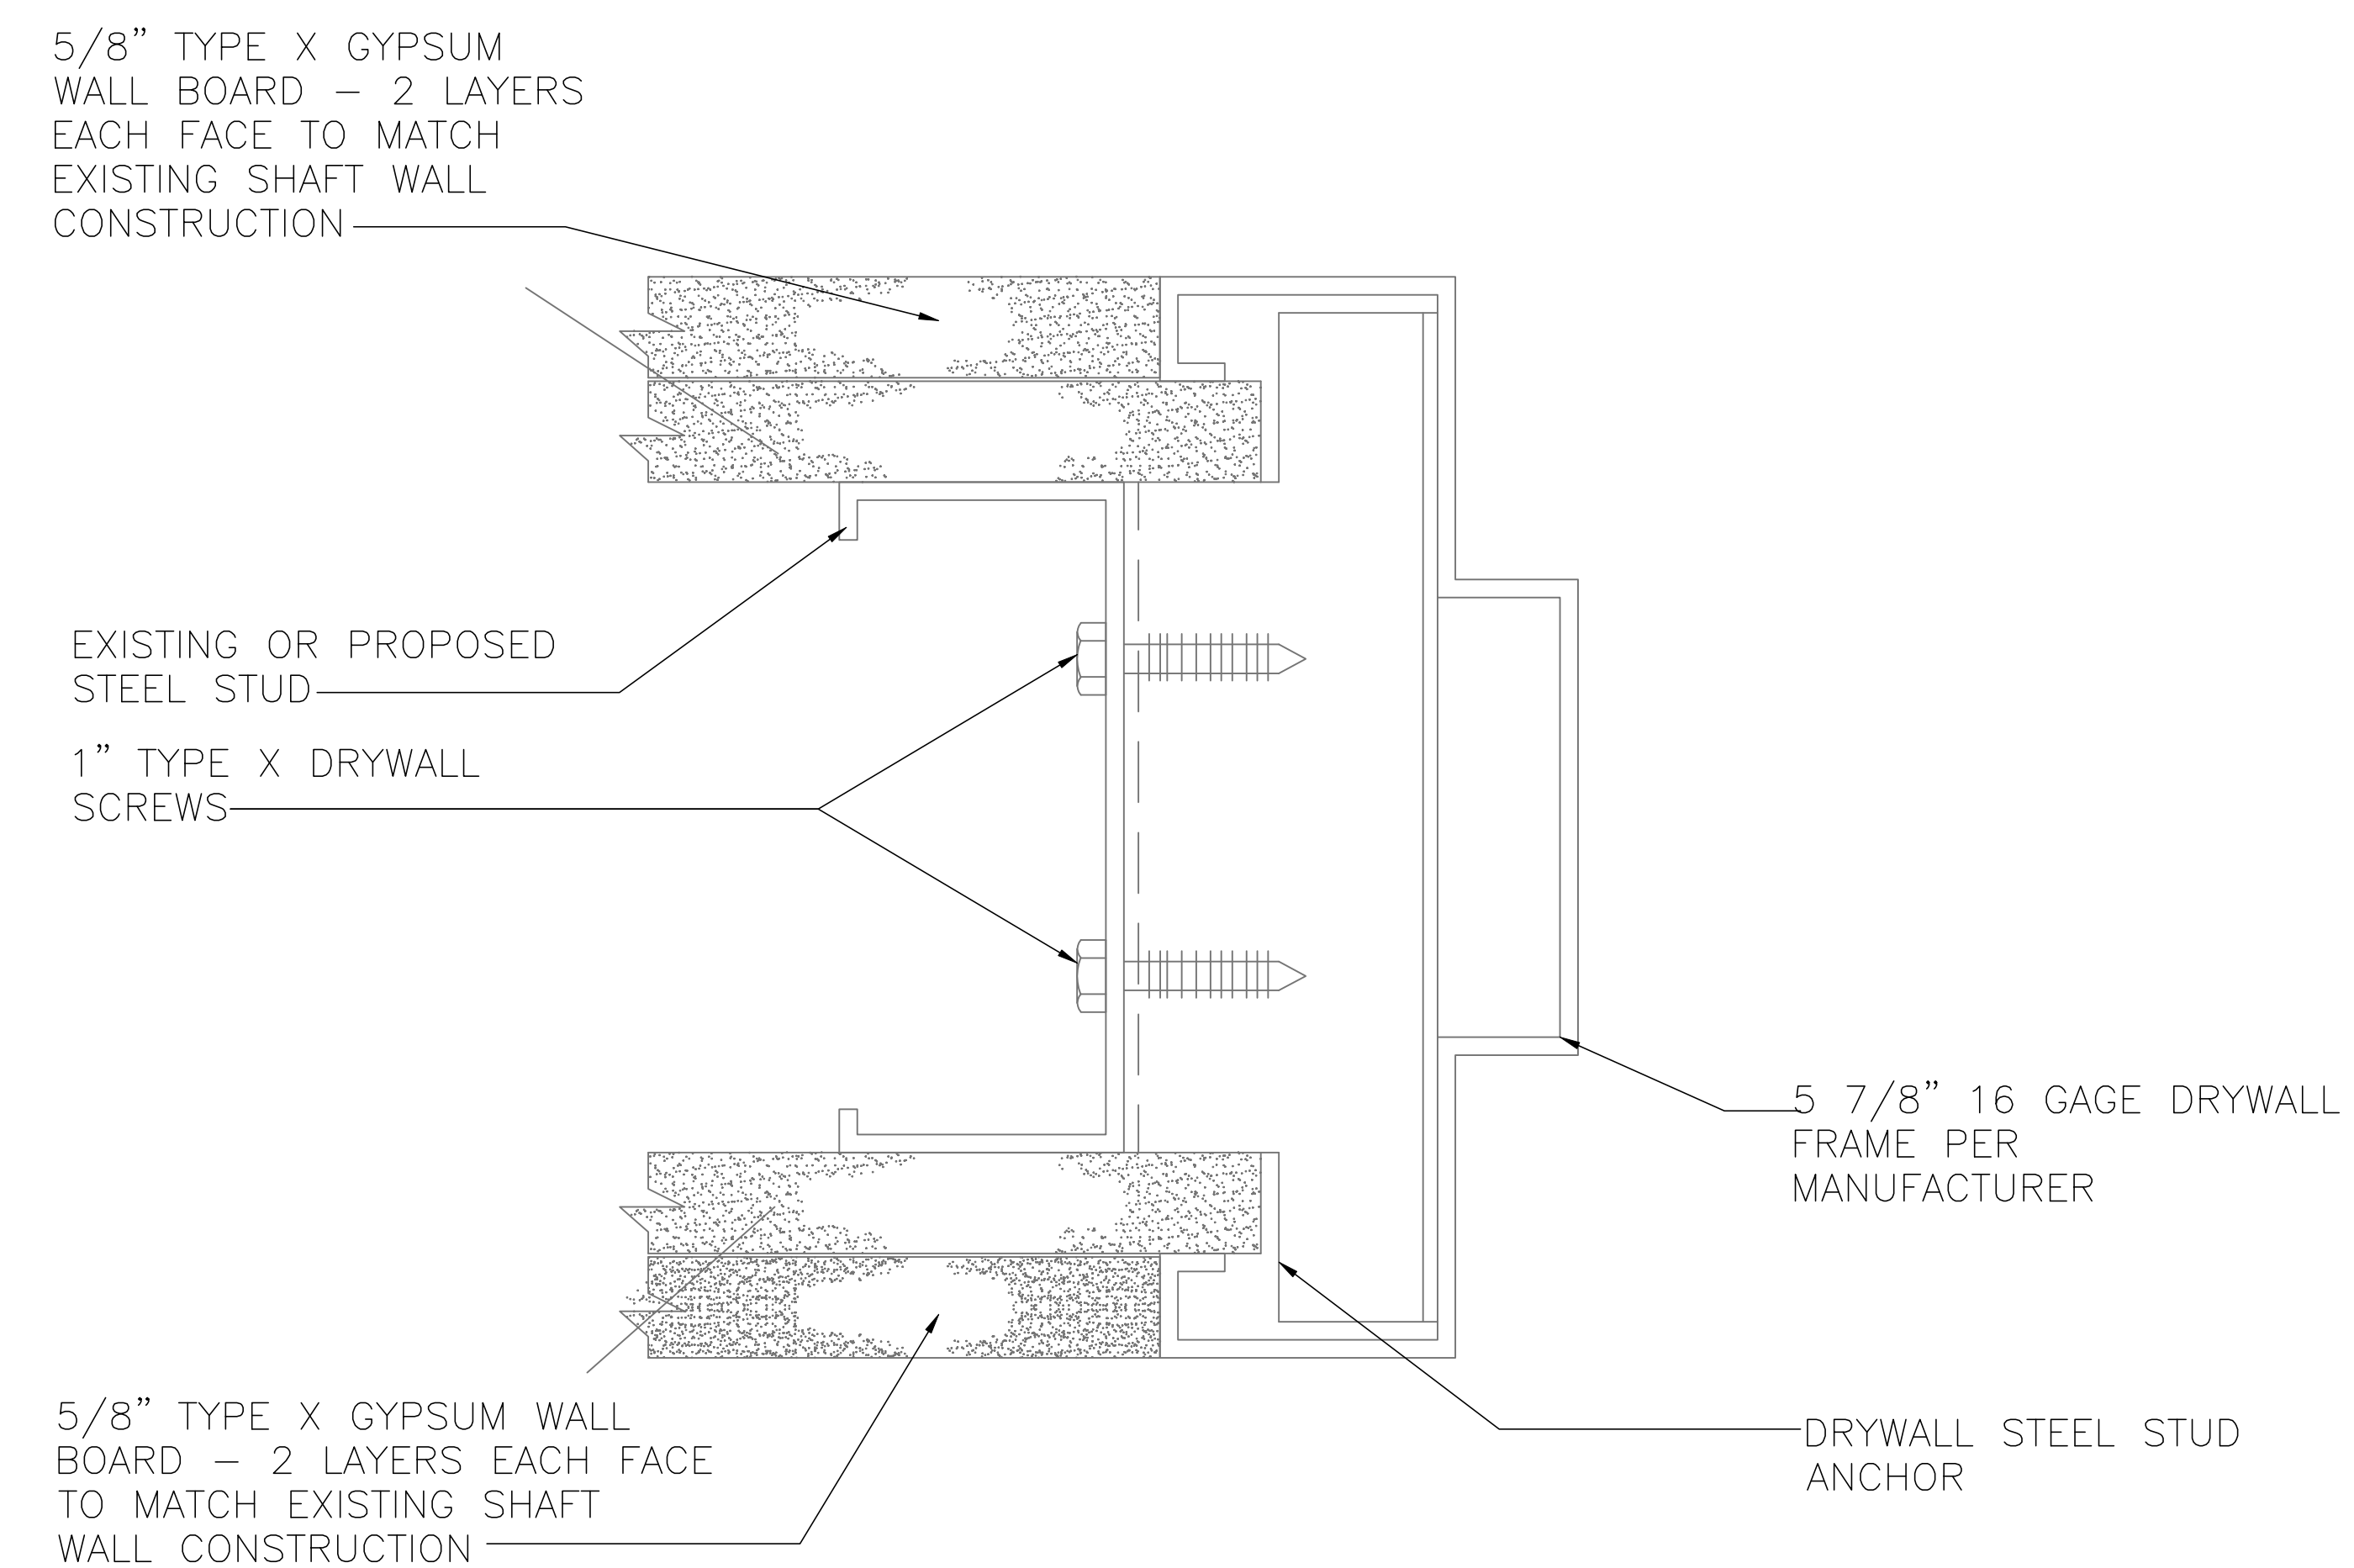 5/8” TYPE X GYPSUM
WALL BOARD – 2 LAYERS
EACH FACE TO MATCH
EXISTING SHAFT WALL
CONSTRUCTION
EXISTING OR PROPOSED
STEEL STUD
1” TYPE X DRYWALL
SCREWS
5 7/8” 16 GAGE DRYWALL
FRAME PER
MANUFACTURER
5/8” TYPE X GYPSUM WALL
BOARD – 2 LAYERS EACH FACE
TO MATCH EXISTING SHAFT
WALL CONSTRUCTION
DRYWALL STEEL STUD
ANCHOR